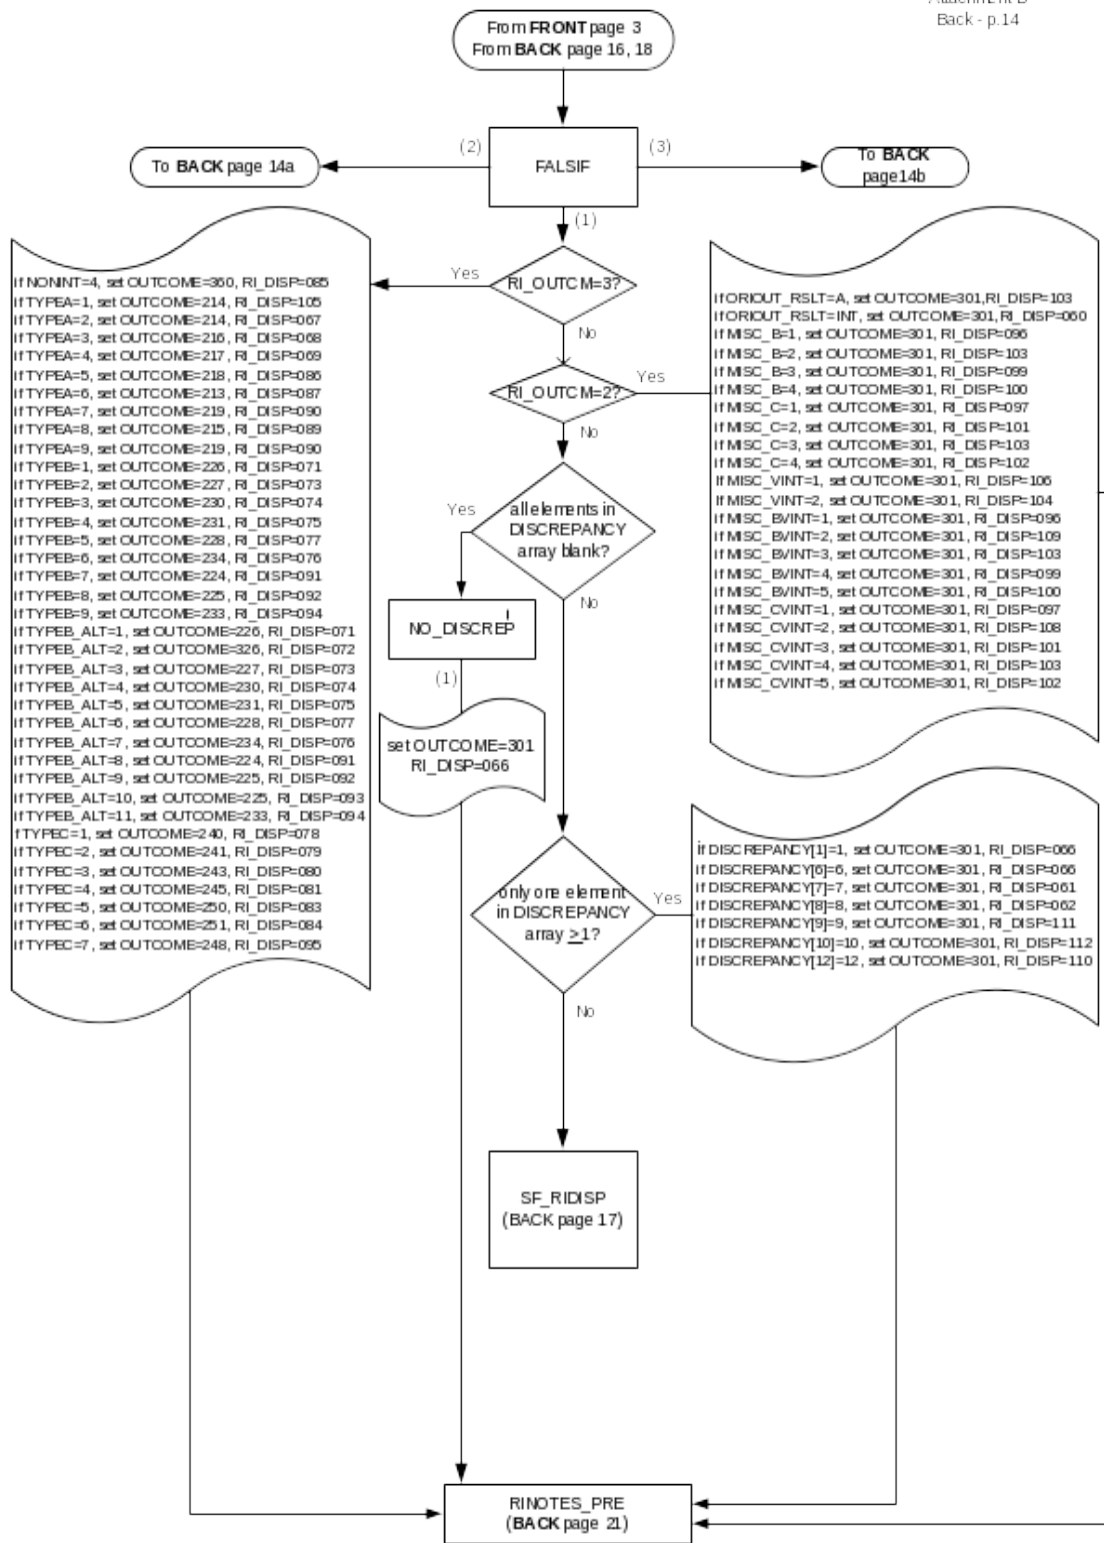 Back - p.14
From FRONT page 3
From BACK page 16, 18
(2)
(3)
To BACK page 14a
FALSIF
To BACK
page14b
(1)
Yes
RI_OUTCM=3?
No
RI_OUTCM=2?
Yes
No
if NONINT=4, set OUTCOME=360, RI_DISP=085
if TYPEA=1, set OUTCOME=214, RI_DISP=105
if TYPEA=2, set OUTCOME=214, RI_DISP=067
if TYPEA=3, set OUTCOME=216, RI_DISP=068
if TYPEA=4, set OUTCOME=217, RI_DISP=069
if TYPEA=5, set OUTCOME=218, RI_DISP=086
if TYPEA=6, set OUTCOME=213, RI_DISP=087
if TYPEA=7, set OUTCOME=219, RI_DISP=090
if TYPEA=8, set OUTCOME=215, RI_DISP=089
if TYPEA=9, set OUTCOME=219, RI_DISP=090
if TYPEB=1, set OUTCOME=226, RI_DISP=071
if TYPEB=2, set OUTCOME=227, RI_DISP=073
if TYPEB=3, set OUTCOME=230, RI_DISP=074
if TYPEB=4, set OUTCOME=231, RI_DISP=075
if TYPEB=5, set OUTCOME=228, RI_DISP=077
if TYPEB=6, set OUTCOME=234, RI_DISP=076
if TYPEB=7, set OUTCOME=224, RI_DISP=091
if TYPEB=8, set OUTCOME=225, RI_DISP=092
if TYPEB=9, set OUTCOME=233, RI_DISP=094
if TYPEB_ALT=1, set OUTCOME=226, RI_DISP=071
if TYPEB_ALT=2, set OUTCOME=326, RI_DISP=072
if TYPEB_ALT=3, set OUTCOME=227, RI_DISP=073
if TYPEB_ALT=4, set OUTCOME=230, RI_DISP=074
if TYPEB_ALT=5, set OUTCOME=231, RI_DISP=075
if TYPEB_ALT=6, set OUTCOME=228, RI_DISP=077
if TYPEB_ALT=7, set OUTCOME=234, RI_DISP=076
if TYPEB_ALT=8, set OUTCOME=224, RI_DISP=091
if TYPEB_ALT=9, set OUTCOME=225, RI_DISP=092
if TYPEB_ALT=10, set OUTCOME=225, RI_DISP=093
if TYPEB_ALT=11, set OUTCOME=233, RI_DISP=094
f TYPEC=1, set OUTCOME=240, RI_DISP=078
if TYPEC=2, set OUTCOME=241, RI_DISP=079
if TYPEC=3, set OUTCOME=243, RI_DISP=080
if TYPEC=4, set OUTCOME=245, RI_DISP=081
if TYPEC=5, set OUTCOME=250, RI_DISP=083
if TYPEC=6, set OUTCOME=251, RI_DISP=084
if TYPEC=7, set OUTCOME=248, RI_DISP=095
if ORIOUT_RSLT=A, set OUTCOME=301,RI_DISP=103
if ORIOUT_RSLT=INT, set OUTCOME=301,RI_DISP=060
if MISC_B=1, set OUTCOME=301, RI_DISP=096
if MISC_B=2, set OUTCOME=301, RI_DISP=103
if MISC_B=3, set OUTCOME=301, RI_DISP=099
if MISC_B=4, set OUTCOME=301, RI_DISP=100
if MISC_C=1, set OUTCOME=301, RI_DISP=097
if MISC_C=2, set OUTCOME=301, RI_DISP=101
if MISC_C=3, set OUTCOME=301, RI_DISP=103
if MISC_C=4, set OUTCOME=301, RI_DISP=102
If MISC_VINT=1, set OUTCOME=301, RI_DISP=106
If MISC_VINT=2, set OUTCOME=301, RI_DISP=104
if MISC_BVINT=1, set OUTCOME=301, RI_DISP=096
if MISC_BVINT=2, set OUTCOME=301, RI_DISP=109
if MISC_BVINT=3, set OUTCOME=301, RI_DISP=103
if MISC_BVINT=4, set OUTCOME=301, RI_DISP=099
if MISC_BVINT=5, set OUTCOME=301, RI_DISP=100
if MISC_CVINT=1, set OUTCOME=301, RI_DISP=097
if MISC_CVINT=2, set OUTCOME=301, RI_DISP=108
if MISC_CVINT=3, set OUTCOME=301, RI_DISP=101
if MISC_CVINT=4, set OUTCOME=301, RI_DISP=103
if MISC_CVINT=5, set OUTCOME=301, RI_DISP=102
Yes
all elements in
DISCREPANCY
array blank?
No
!
NO_DISCREP
(1)
set OUTCOME=301
RI_DISP=066
only one element
in DISCREPANCY
array >1?
Yes
No
if DISCREPANCY[1]=1, set OUTCOME=301, RI_DISP=066
if DISCREPANCY[6]=6, set OUTCOME=301, RI_DISP=066
if DISCREPANCY[7]=7, set OUTCOME=301, RI_DISP=061
if DISCREPANCY[8]=8, set OUTCOME=301, RI_DISP=062
if DISCREPANCY[9]=9, set OUTCOME=301, RI_DISP=111
if DISCREPANCY[10]=10, set OUTCOME=301, RI_DISP=112
if DISCREPANCY[12]=12, set OUTCOME=301, RI_DISP=110
SF_RIDISP
(BACK page 17)
RINOTES_PRE
(BACK page 21)